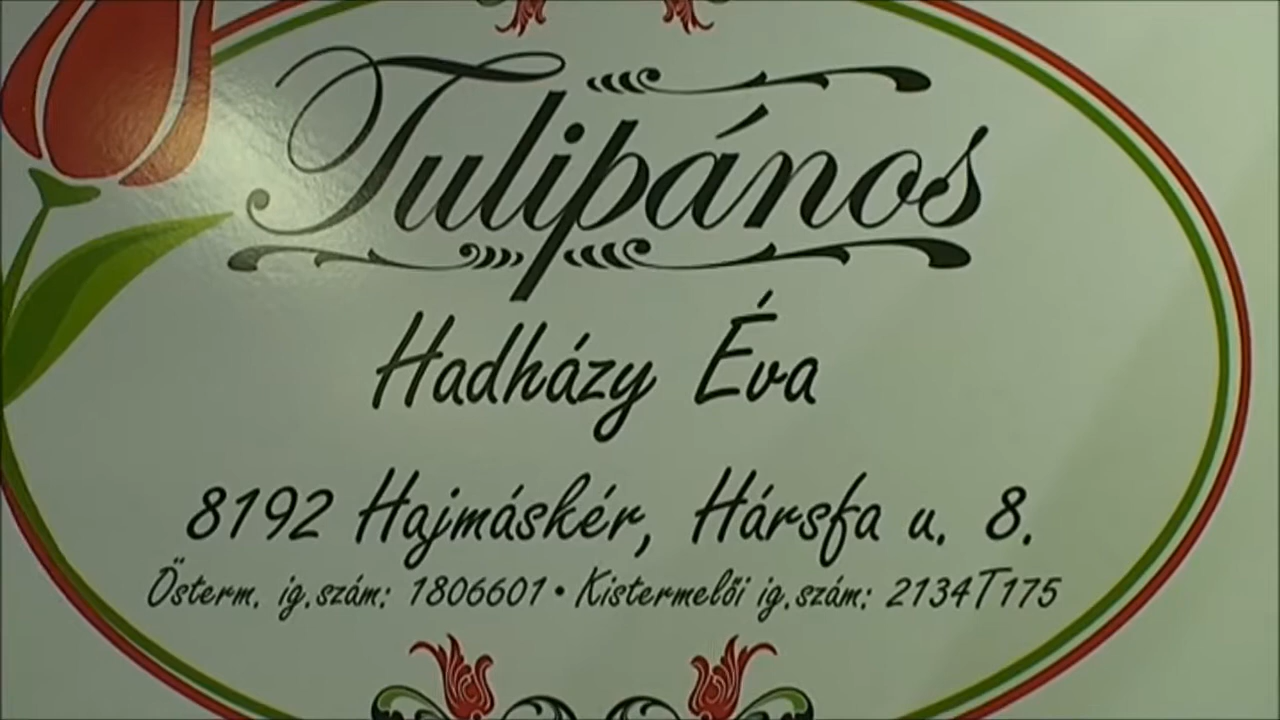 Tulipános
Hadházy Éva
8192 Hajmáskér, Hársfa u. 8.
Ősterm. ig.szám: 1806601 • Kistermelői ig.szám: 2134T175